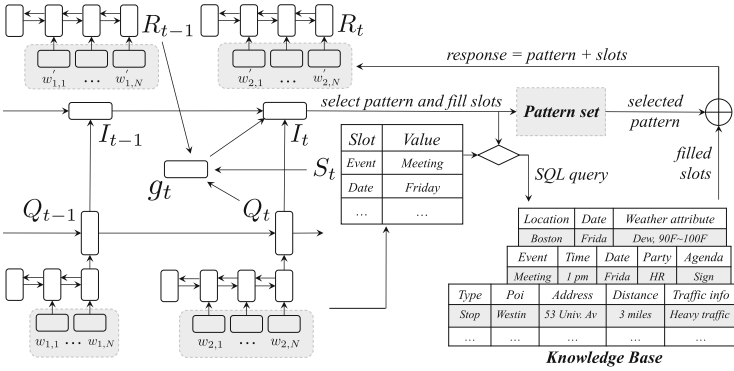 R_{t-1}
R_t
w'_{1,1} ... w'_{1,N}
w'_{2,1} ... w'_{2,N}
response = pattern + slots
I_{t-1}
I_t
select pattern and fill slots
Pattern set
selected
pattern
Slot Value
Event Meeting
Date Friday
... ...
g_t
S_t
SQL query
filled
slots
Q_{t-1}
Q_t
Location Date Weather attribute
Boston Frida Dew, 90F~100F
Event Time Date Party Agenda
Meeting 1 pm Frida HR Sign
Type Poi Address Distance Traffic info
Stop Westin 53 Univ. Av 3 miles Heavy traffic
... ... ... ... ...
w_{1,1} ... w_{1,N}
w_{2,1} ... w_{2,N}
Knowledge Base